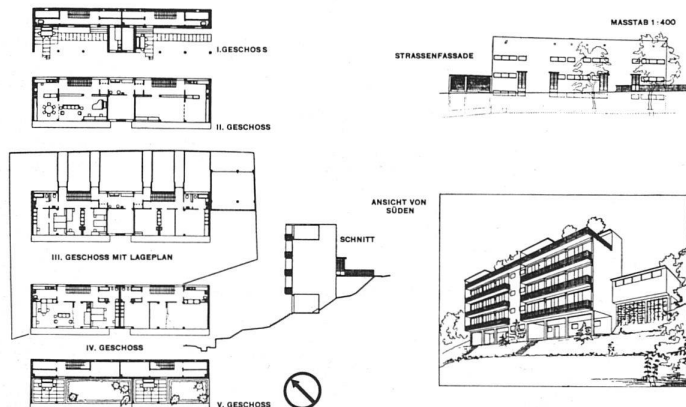 I. GESCHOSS
II. GESCHOSS
III. GESCHOSS MIT LAGEPLAN
IV. GESCHOSS
V. GESCHOSS
SCHNITT
MASSTAB 1:400
STRASSENFASSADE
ANSICHT VON
SÜDEN